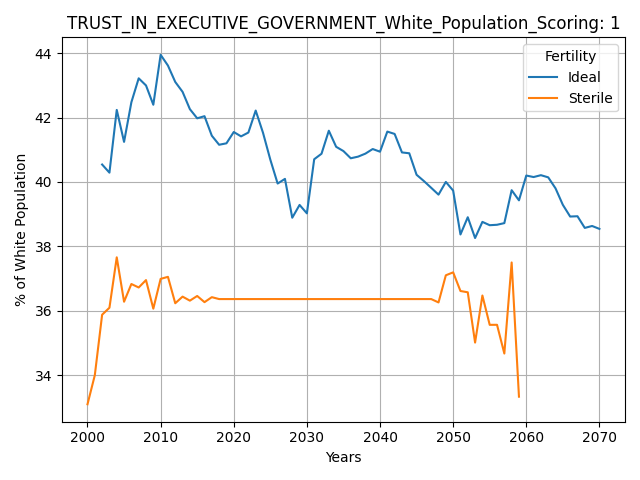 TRUST_IN_EXECUTIVE_GOVERNMENT_White_Population_Scoring: 1
Fertility
Ideal
Sterile
% of White Population
44
42
40
38
36
34
2000 2010 2020 2030 2040 2050 2060 2070
Years